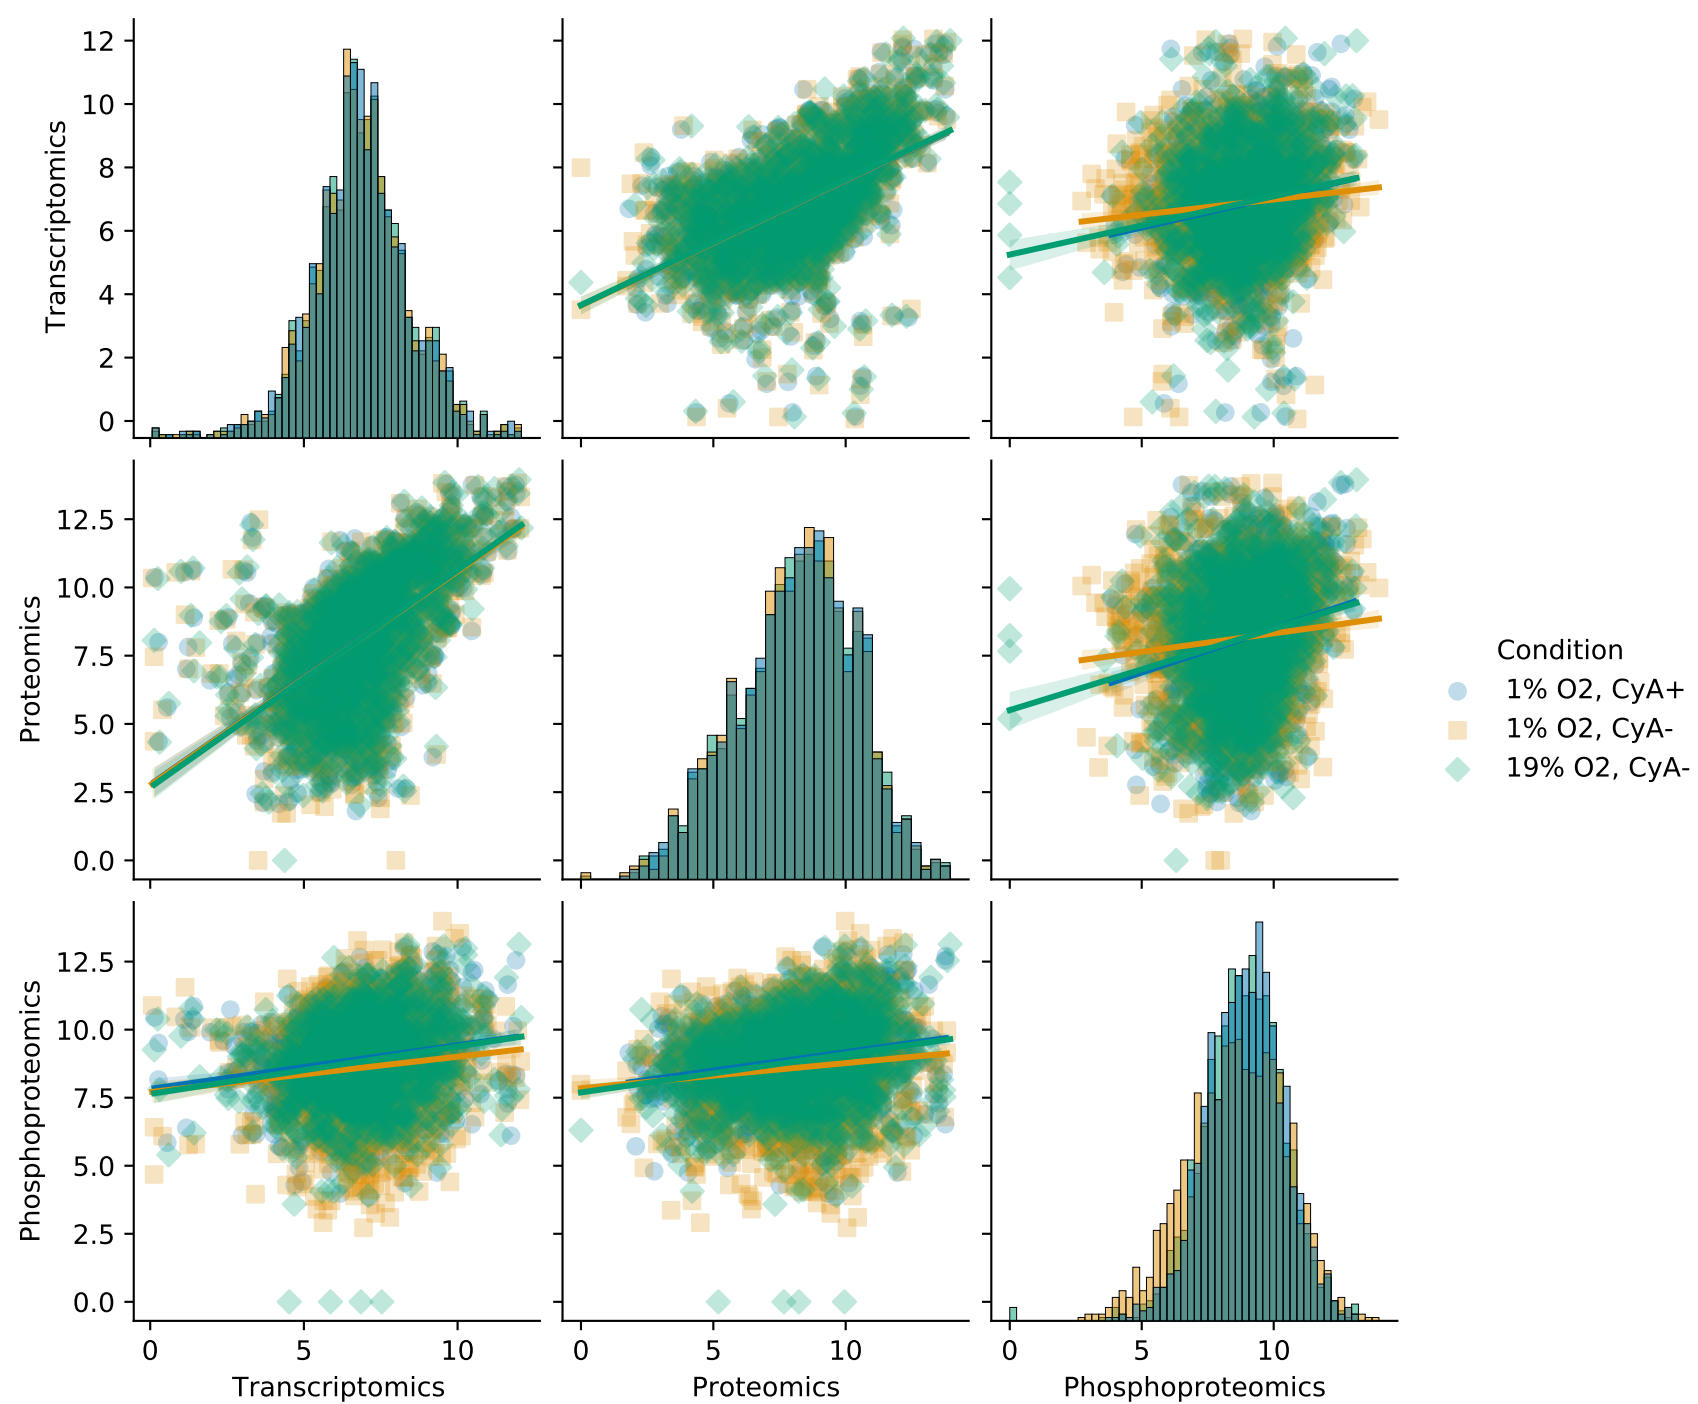 12
10
8
6
4
2
0
Transcriptomics
12.5
10.0
7.5
5.0
2.5
0.0
Proteomics
Condition
1% O2, CyA+
1% O2, CyA-
19% O2, CyA-
12.5
10.0
7.5
5.0
2.5
0.0
Phosphoproteomics
0 5 10 0 5 10 0 5 10
Transcriptomics Proteomics Phosphoproteomics